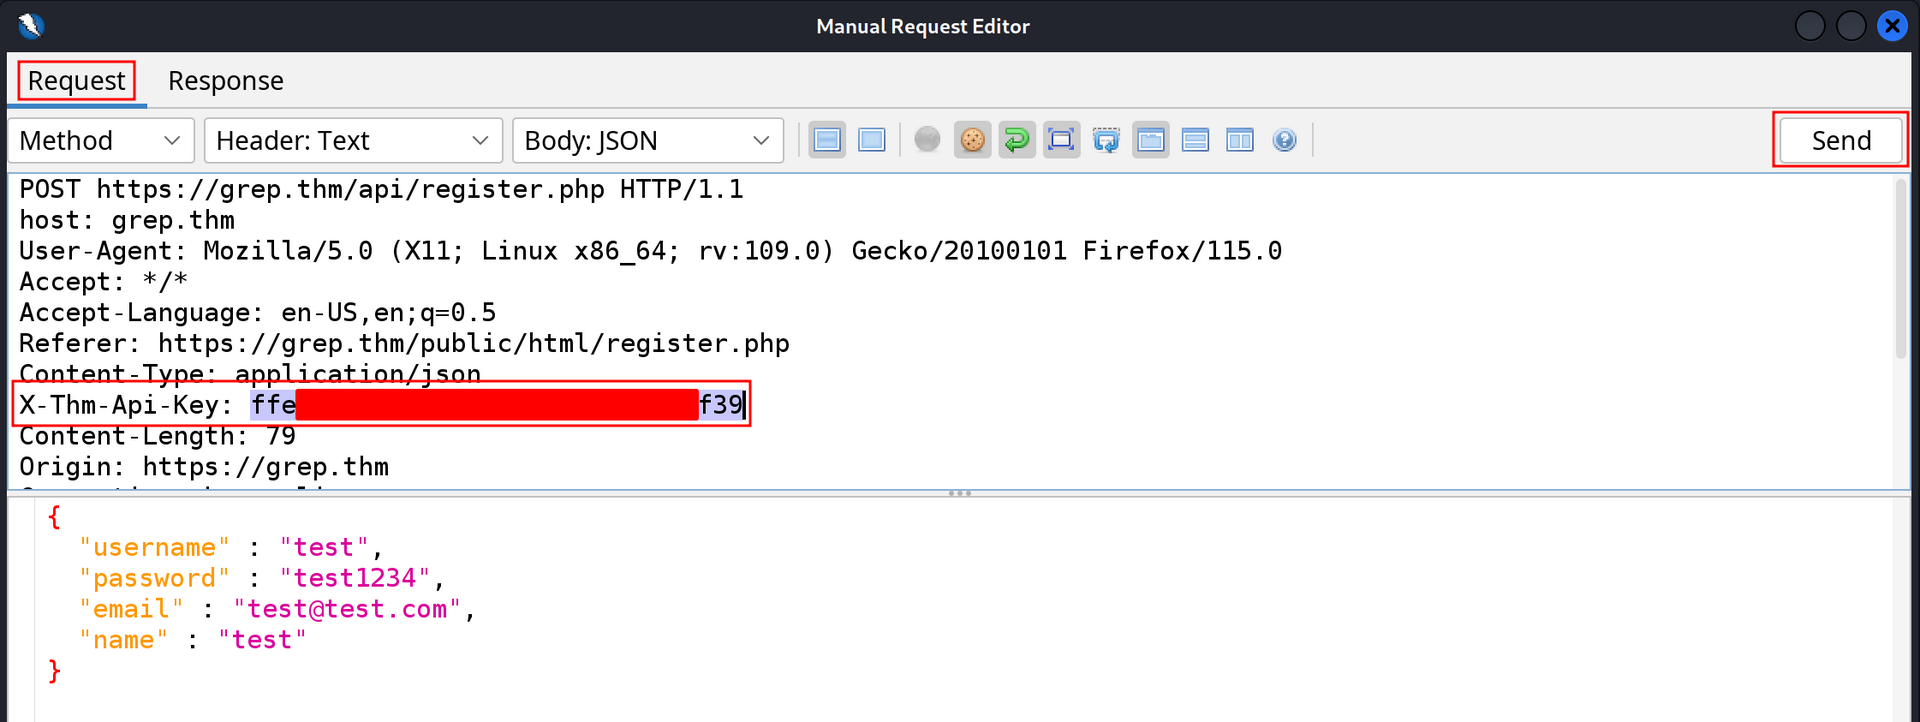 Manual Request Editor
Request Response
Method Header: Text Body: JSON Send
POST https://grep.thm/api/register.php HTTP/1.1
host: grep.thm
User-Agent: Mozilla/5.0 (X11; Linux x86_64; rv:109.0) Gecko/20100101 Firefox/115.0
Accept: */*
Accept-Language: en-US,en;q=0.5
Referer: https://grep.thm/public/html/register.php
Content-Type: application/json
X-Thm-Api-Key: ffe f39
Content-Length: 79
Origin: https://grep.thm
{
"username" : "test",
"password" : "test1234",
"email" : "test@test.com",
"name" : "test"
}